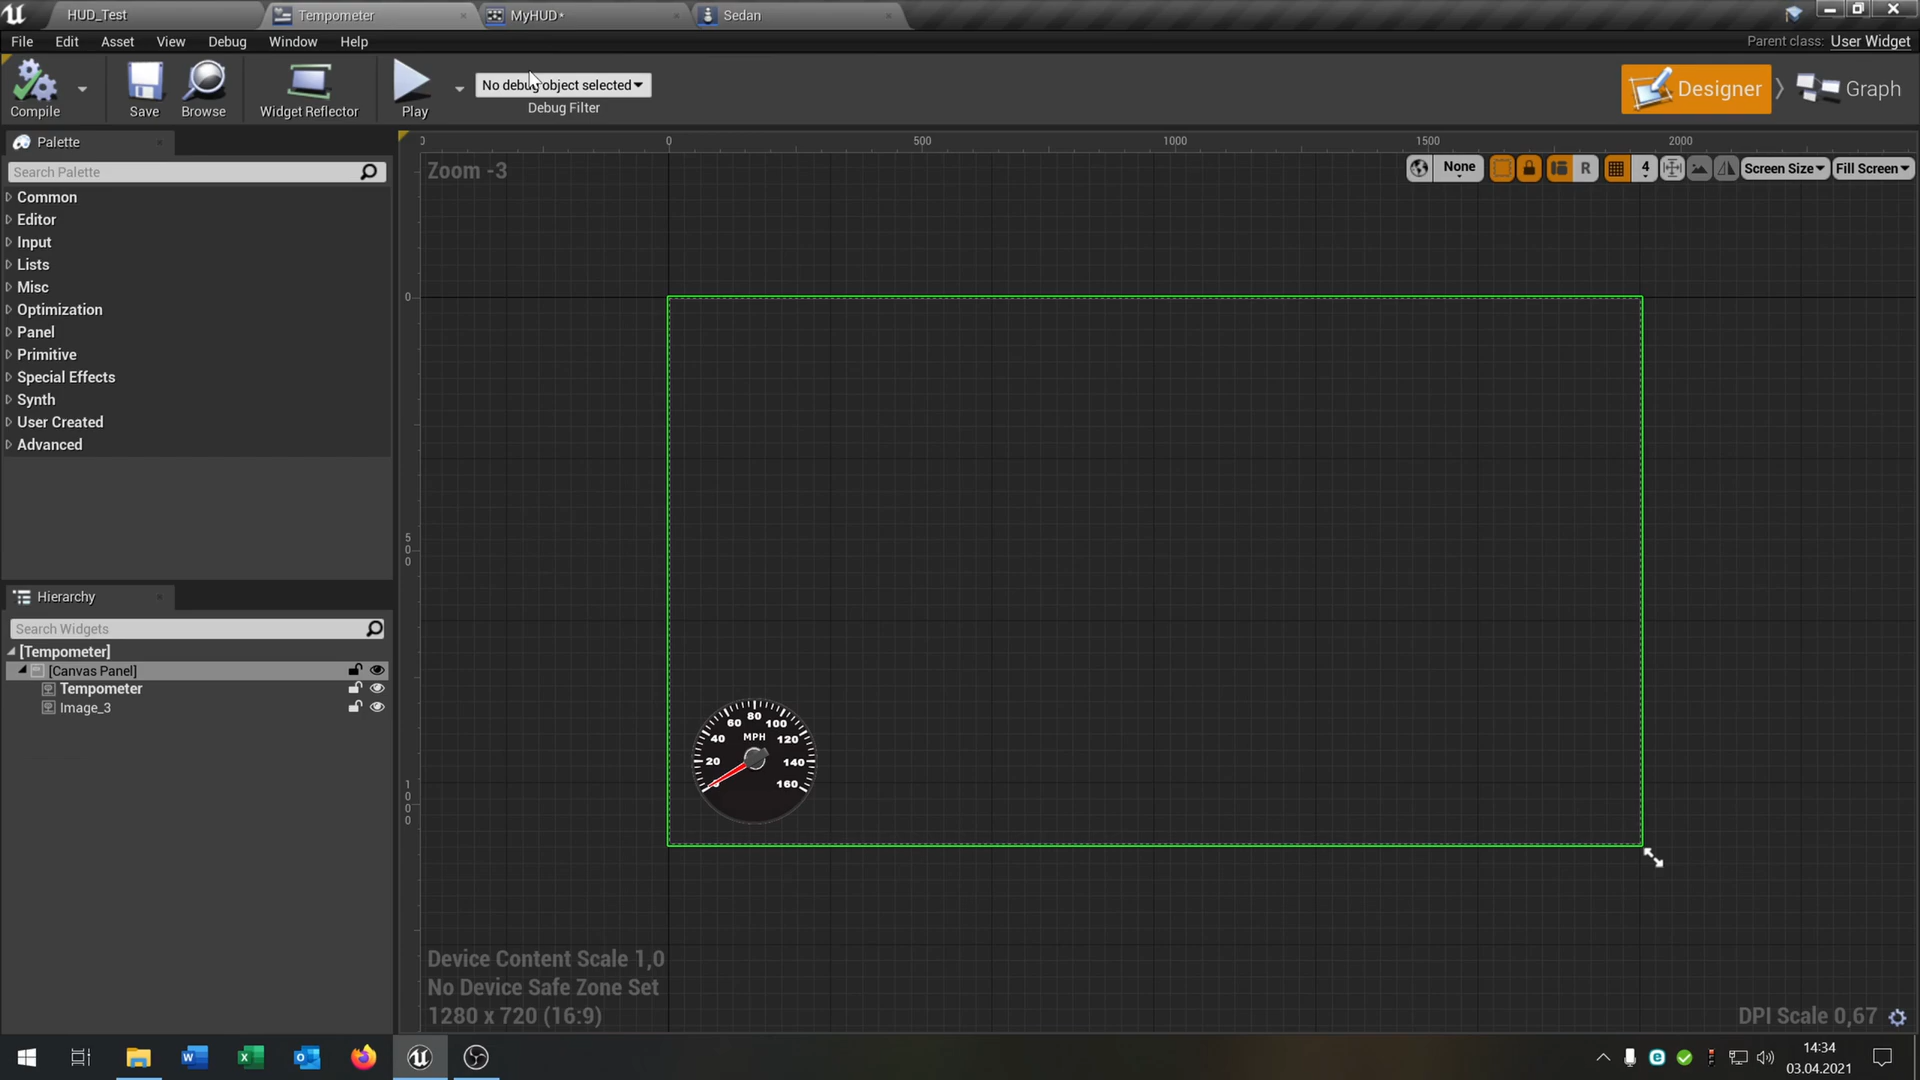 HUD_Test
Tempometer
MyHUD*
Sedan
File
Edit
Asset
View
Debug
Window
Help
Parent class: User Widget
Compile
Save
Browse
Widget Reflector
Play
No debug object selected
Debug Filter
Designer
Graph
Palette
Search Palette
Common
Editor
Input
Lists
Misc
Optimization
Panel
Primitive
Special Effects
Synth
User Created
Advanced
Hierarchy
Search Widgets
[Tempometer]
[Canvas Panel]
Tempometer
Image_3
0
0
500
1000
1500
2000
Zoom -3
None
R
4
Screen Size
Fill Screen
0
500
1000
20
40
60
80
100
120
140
160
MPH
Device Content Scale 1,0
No Device Safe Zone Set
1280 x 720 (16:9)
DPI Scale 0,67
14:34
03.04.2021